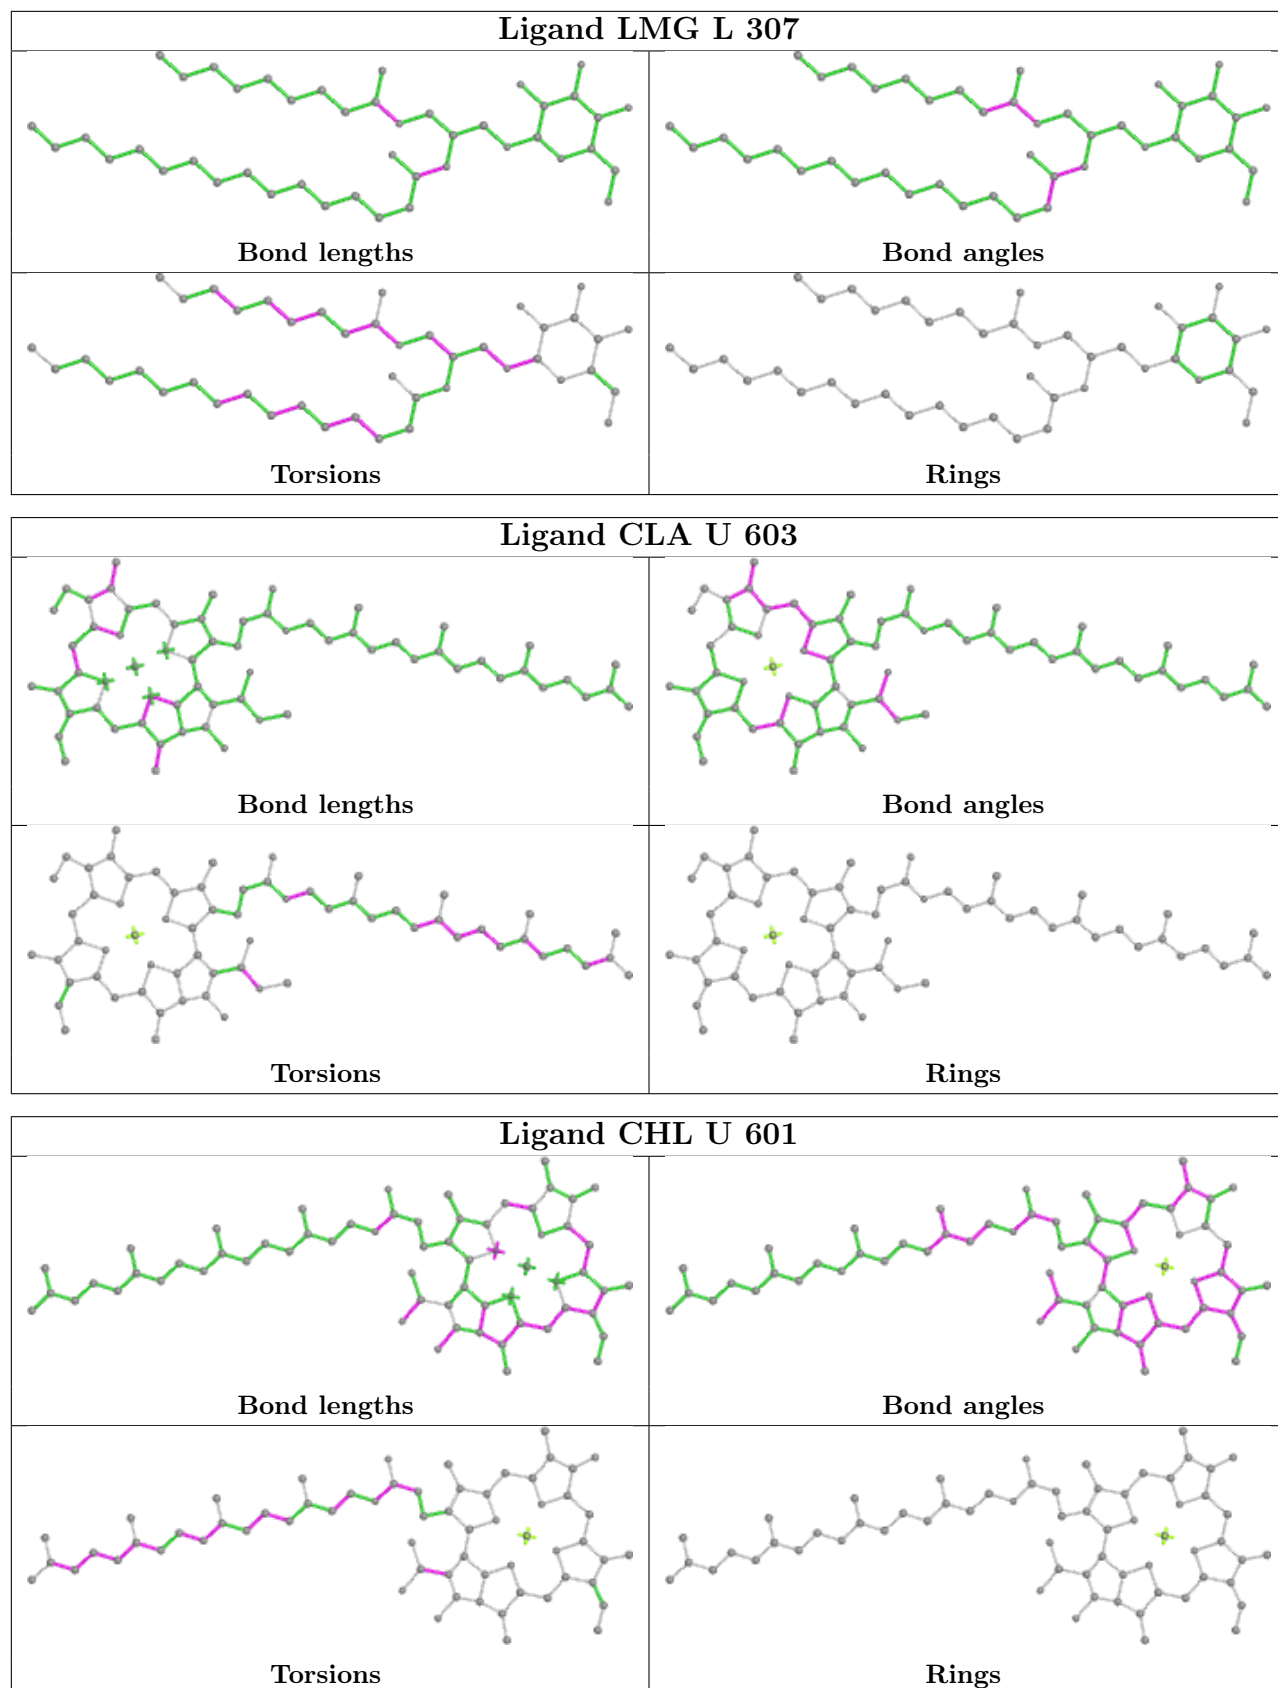 Ligand LMG L 307
Bond lengths
Bond angles
Torsions
Rings
Ligand CLA U 603
Bond lengths
Bond angles
Torsions
Rings
Ligand CHL U 601
Bond lengths
Bond angles
Torsions
Rings